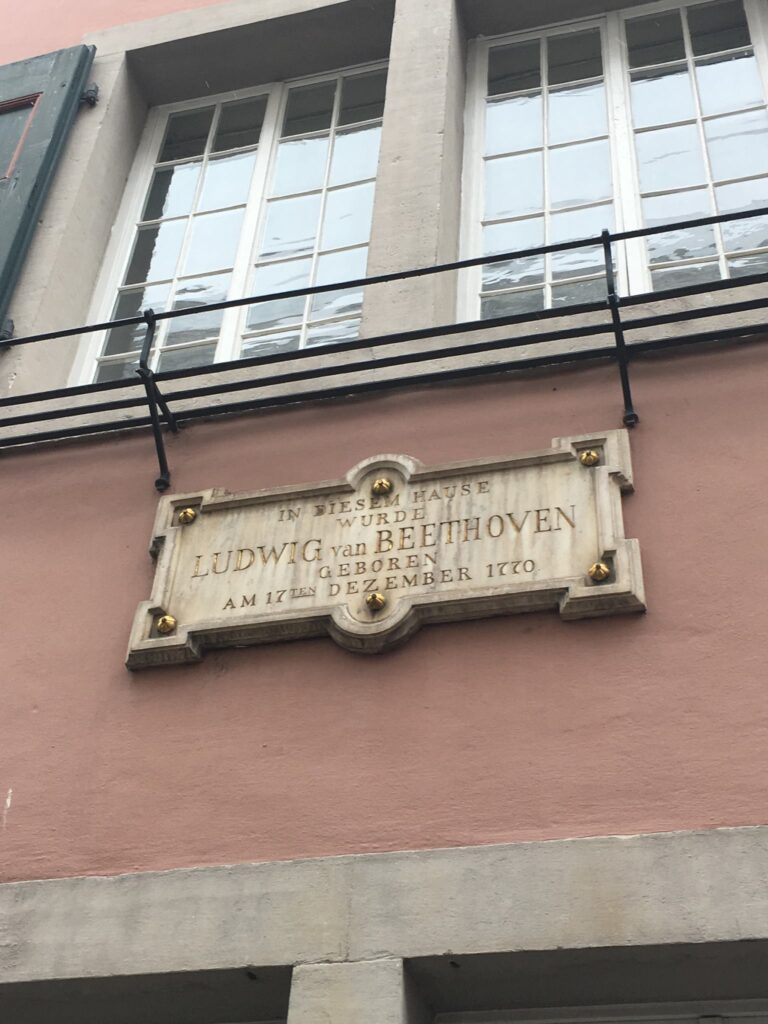 IN DIESEM HAUSE
WURDE
LUDWIG van BEETHOVEN
GEBOREN
AM 17TEN DEZEMBER 1770